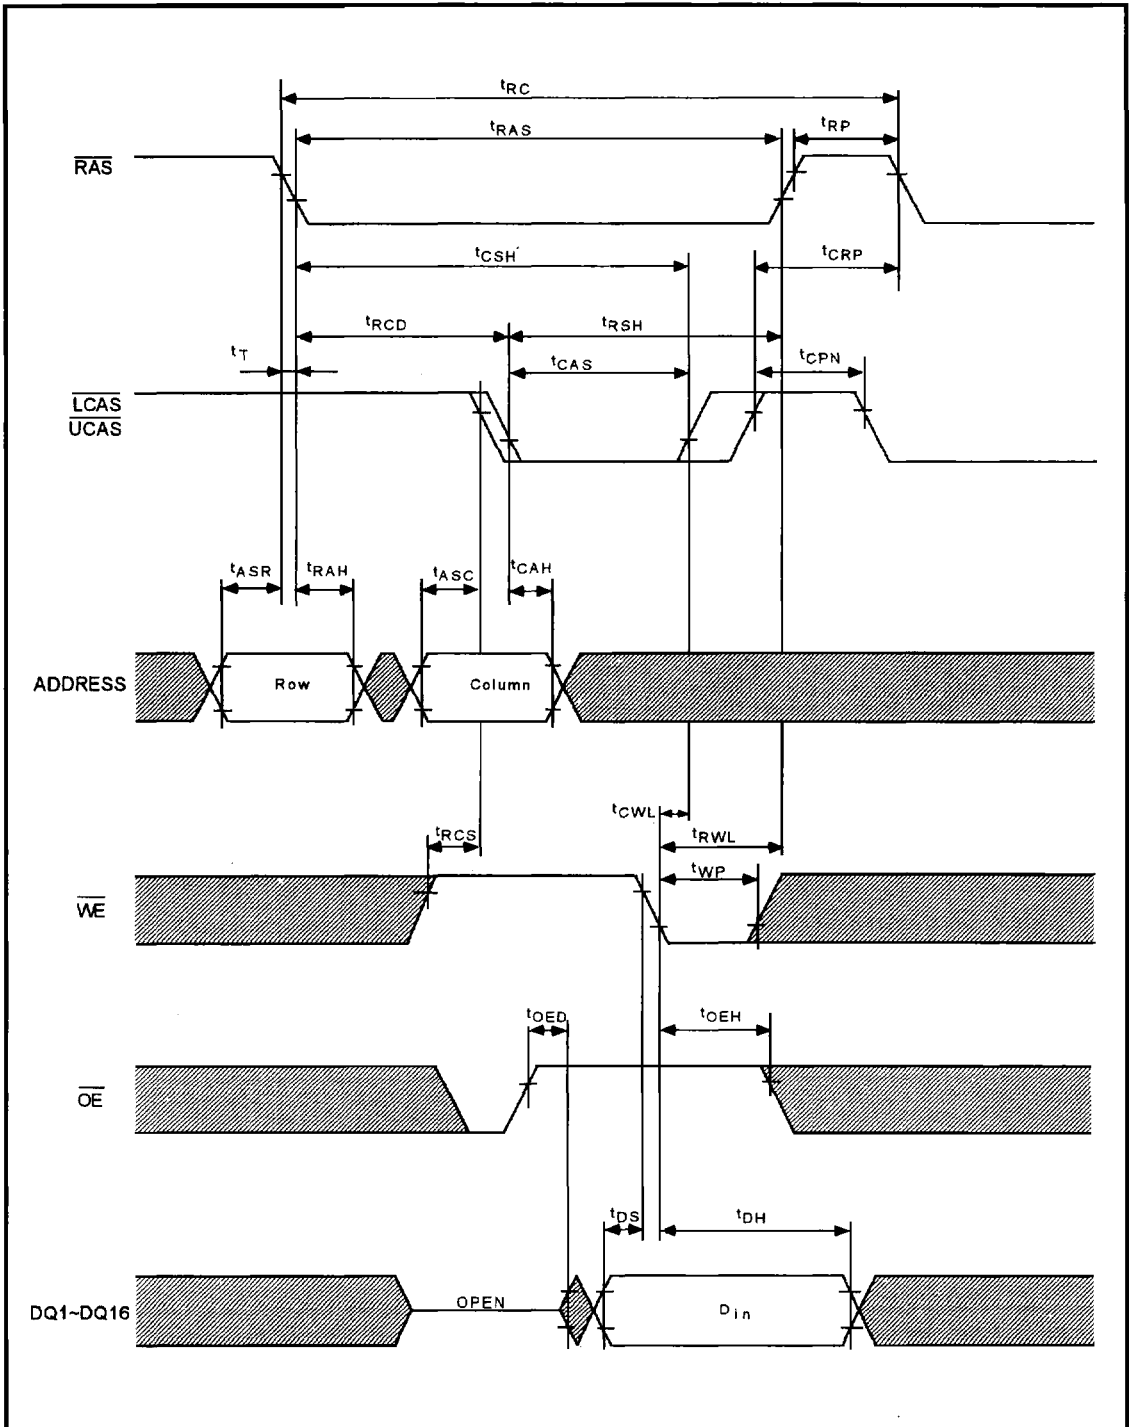 tRC
tRAS
tRP
RAS
tCSH
tCRP
tRCD
tRSH
tT
tCAS
tCPN
LCAS
UCAS
tASR
tRAH
tASC
tCAH
ADDRESS
Row
Column
tCWL
tRCS
tRWL
tWP
WE
tOED
tOEH
OE
tDS
tDH
DQ1~DQ16
OPEN
Din